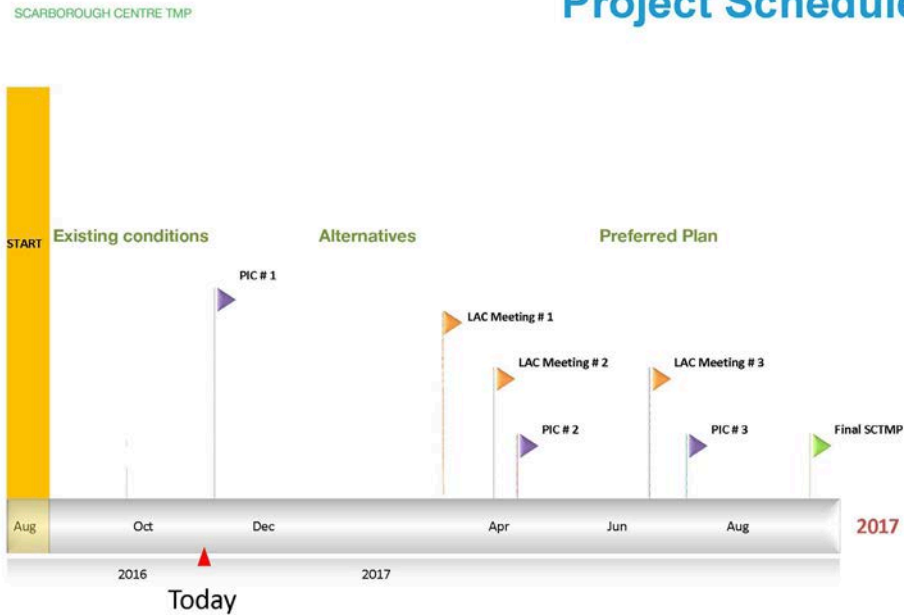 SCARBOROUGH CENTRE TMP
Project Schedule
START
Existing conditions
Alternatives
Preferred Plan
PIC # 1
LAC Meeting # 1
LAC Meeting # 2
LAC Meeting # 3
PIC # 2
PIC # 3
Final SCTMP
Aug
Oct
Dec
Apr
Jun
Aug
2017
2016
2017
Today